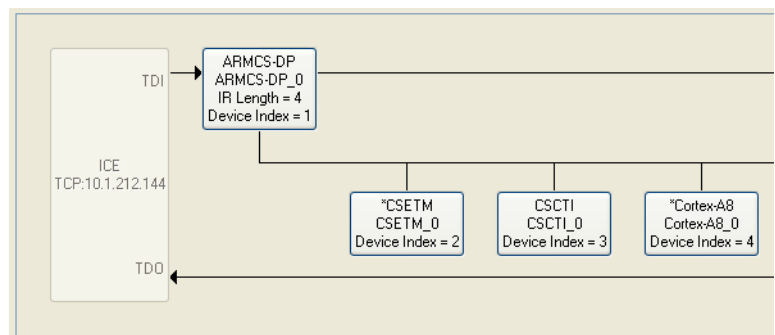 TDI
ICE
TCP:10.1.212.144
TDO
ARMCS-DP
ARMCS-DP_0
IR Length = 4
Device Index = 1
*CSETM
CSETM_0
Device Index = 2
CSCTI
CSCTI_0
Device Index = 3
*Cortex-A8
Cortex-A8_0
Device Index = 4